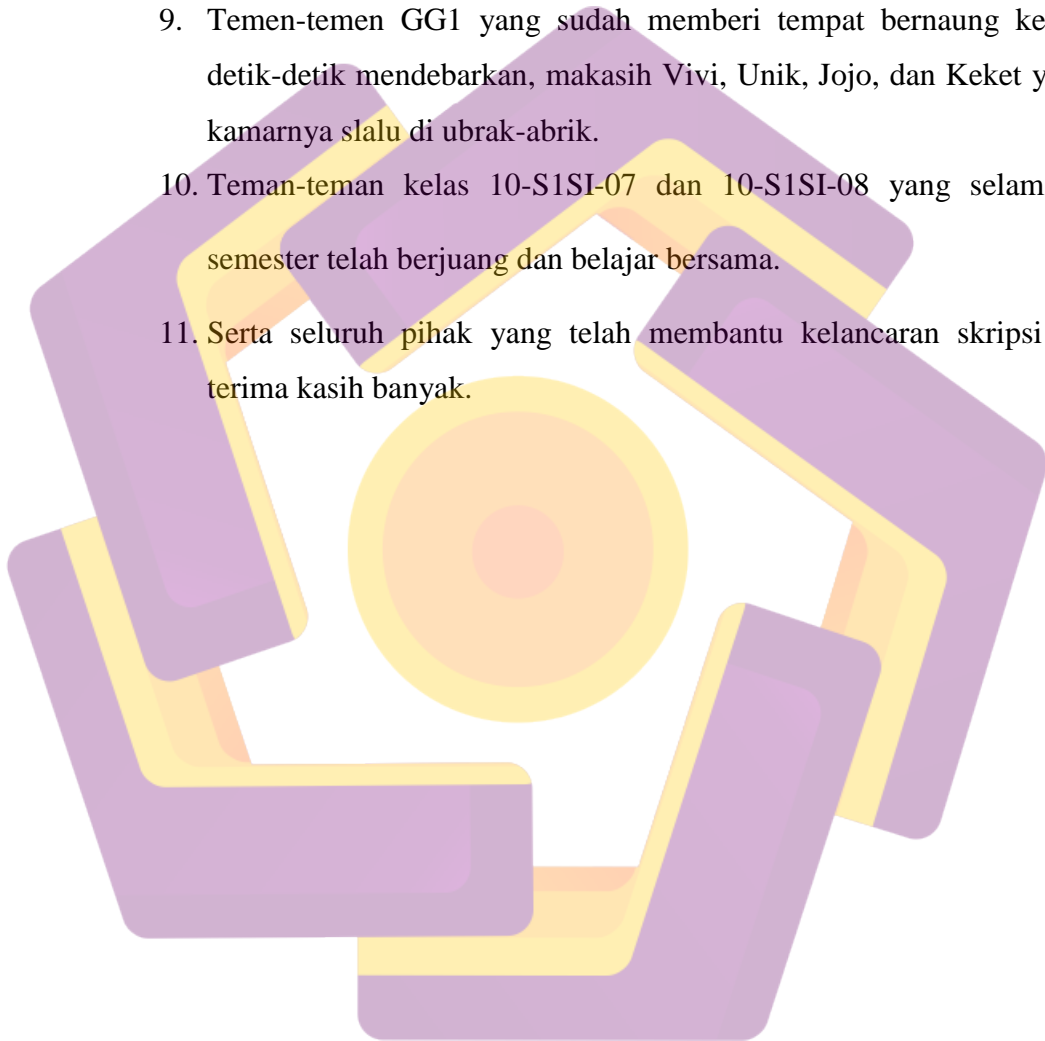 9. Temen-temen GG1 yang sudah memberi tempat bernaung
detik-detik mendebarkan, makasih Vivi, Unik, Jojo, dan Keket
kamarnya slalu di ubrak-abrik.
10. Teman-teman kelas 10-S1SI-07 dan 10-S1SI-08 yang
semester telah berjuang dan belajar bersama.
11. Serta seluruh pihak yang telah membantu kelancaran skripsi
terima kasih banyak.